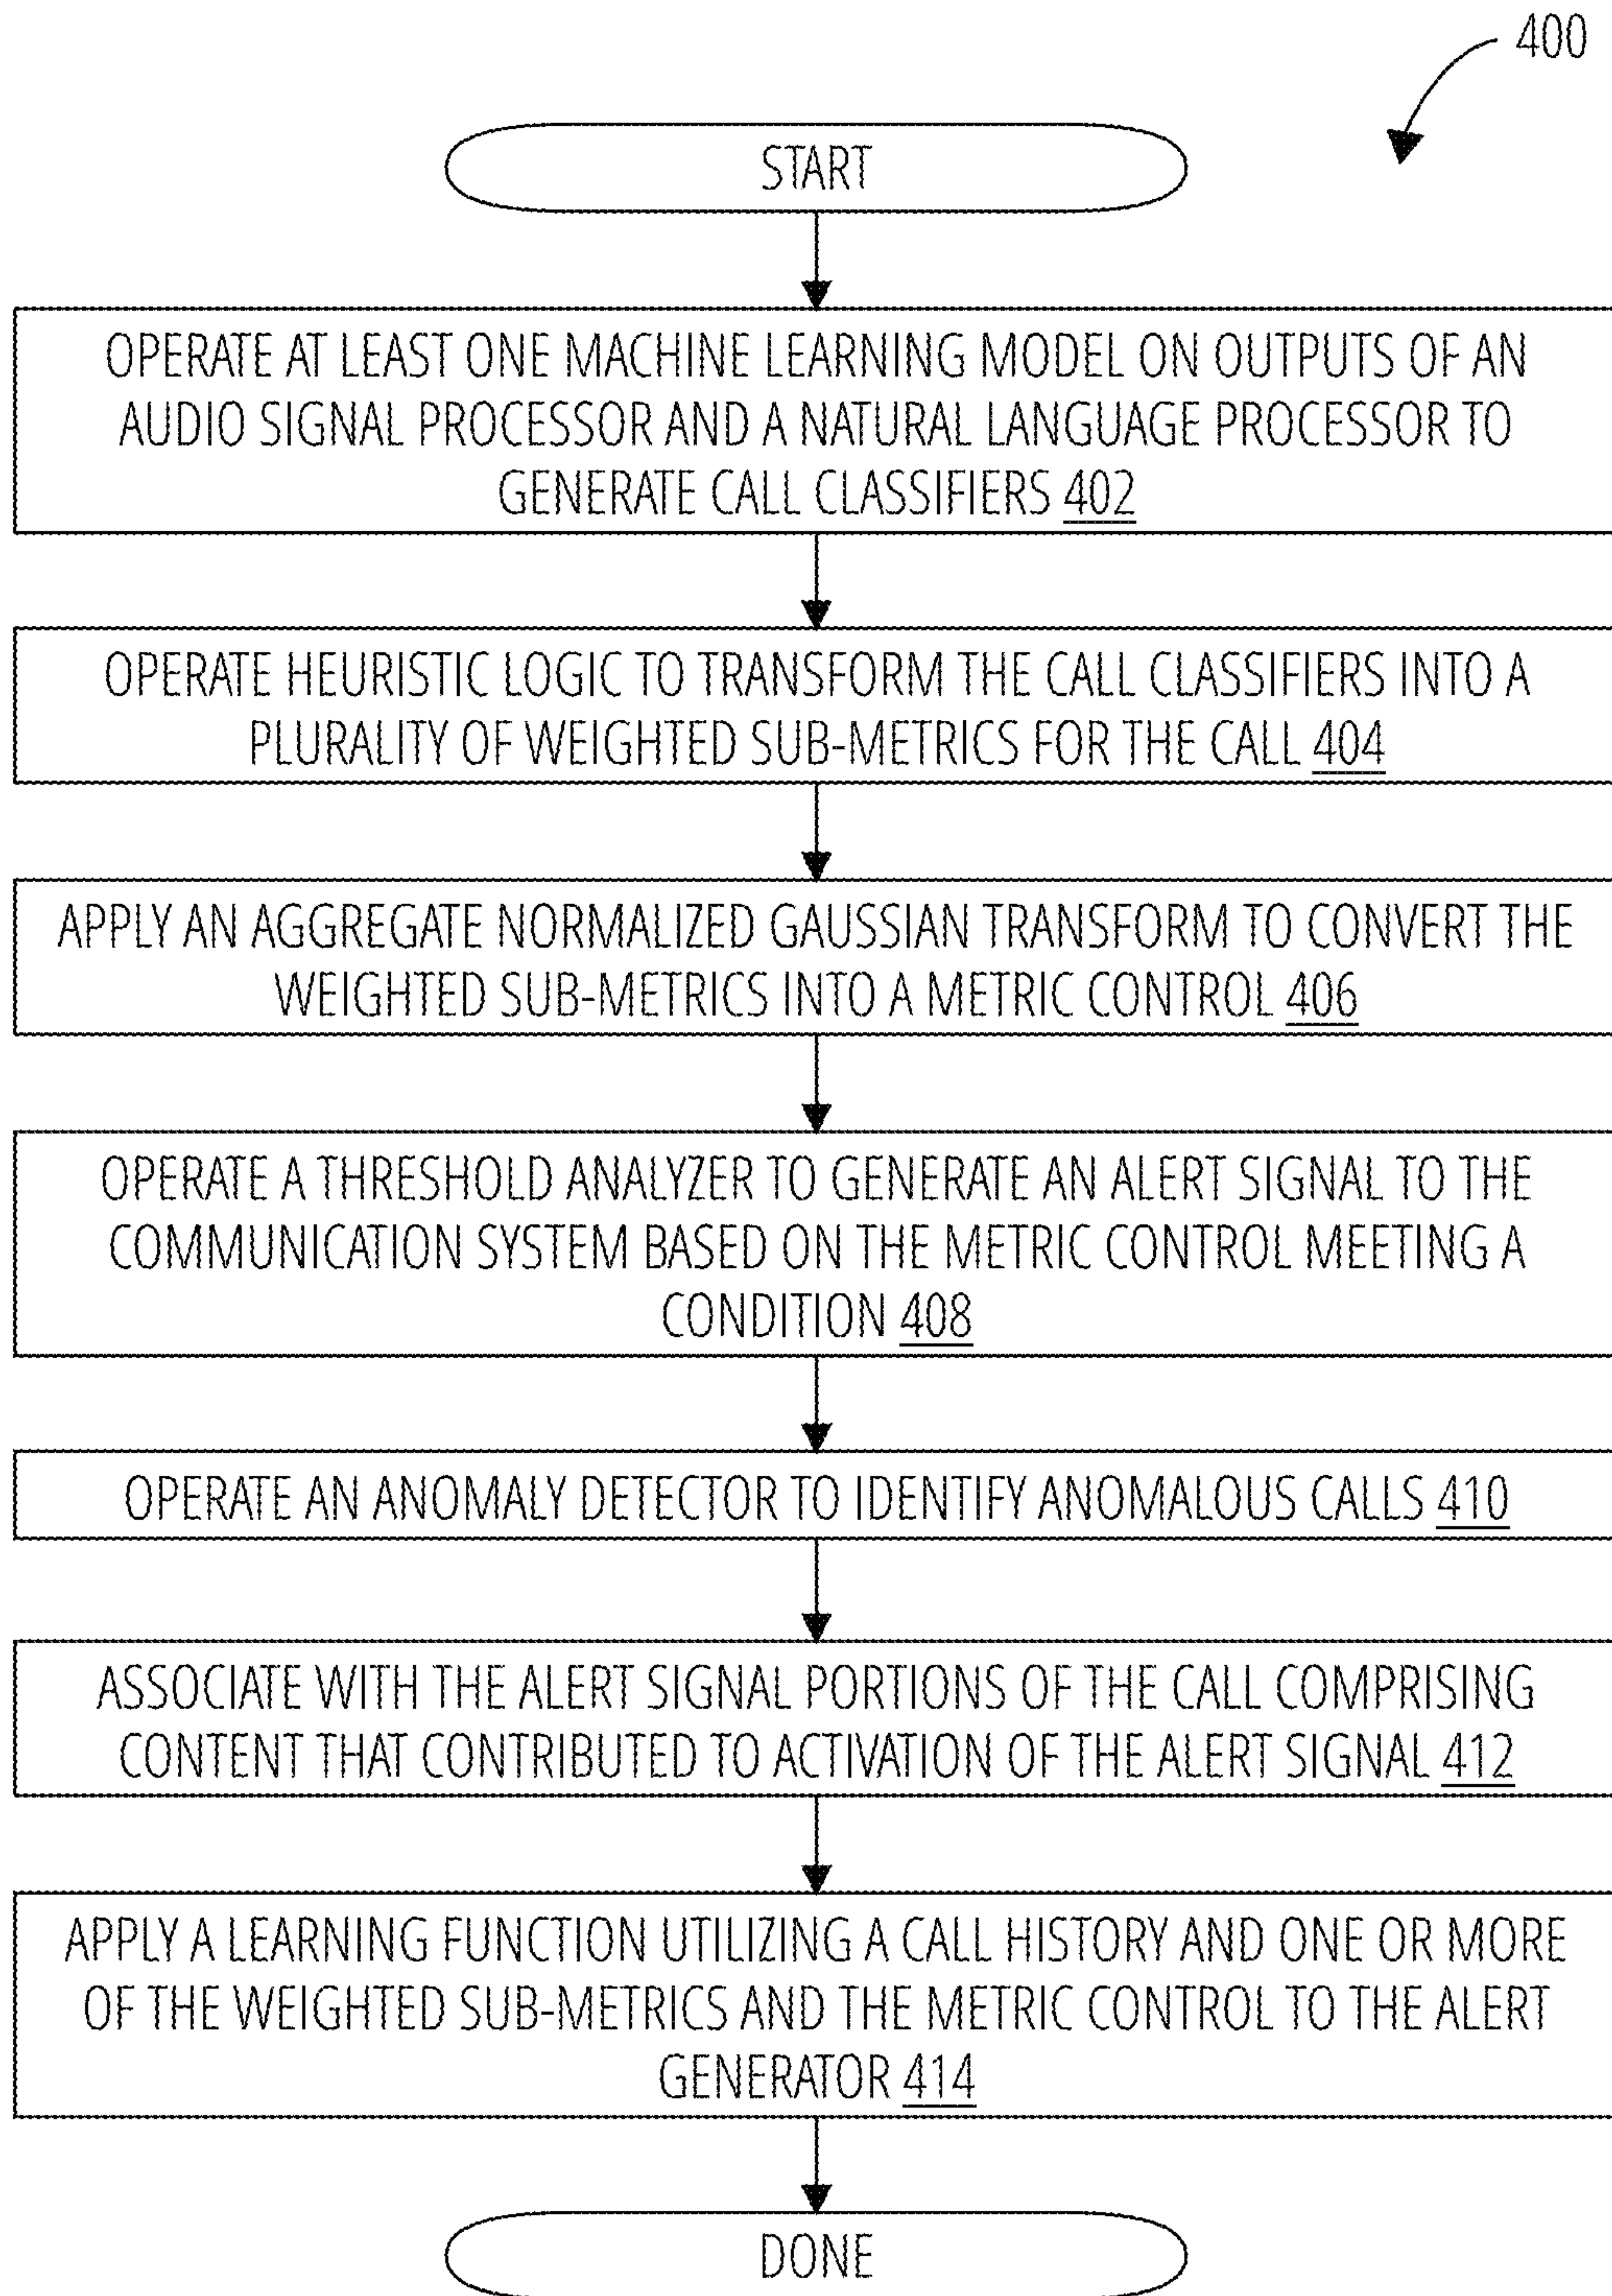 400
START
OPERATE AT LEAST ONE MACHINE LEARNING MODEL ON OUTPUTS OF AN
AUDIO SIGNAL PROCESSOR AND A NATURAL LANGUAGE PROCESSOR TO
GENERATE CALL CLASSIFIERS 402
OPERATE HEURISTIC LOGIC TO TRANSFORM THE CALL CLASSIFIERS INTO A
PLURALITY OF WEIGHTED SUB-METRICS FOR THE CALL 404
APPLY AN AGGREGATE NORMALIZED GAUSSIAN TRANSFORM TO CONVERT THE
WEIGHTED SUB-METRICS INTO A METRIC CONTROL 406
OPERATE A THRESHOLD ANALYZER TO GENERATE AN ALERT SIGNAL TO THE
COMMUNICATION SYSTEM BASED ON THE METRIC CONTROL MEETING A
CONDITION 408
OPERATE AN ANOMALY DETECTOR TO IDENTIFY ANOMALOUS CALLS 410
ASSOCIATE WITH THE ALERT SIGNAL PORTIONS OF THE CALL COMPRISING
CONTENT THAT CONTRIBUTED TO ACTIVATION OF THE ALERT SIGNAL 412
APPLY A LEARNING FUNCTION UTILIZING A CALL HISTORY AND ONE OR MORE
OF THE WEIGHTED SUB-METRICS AND THE METRIC CONTROL TO THE ALERT
GENERATOR 414
DONE